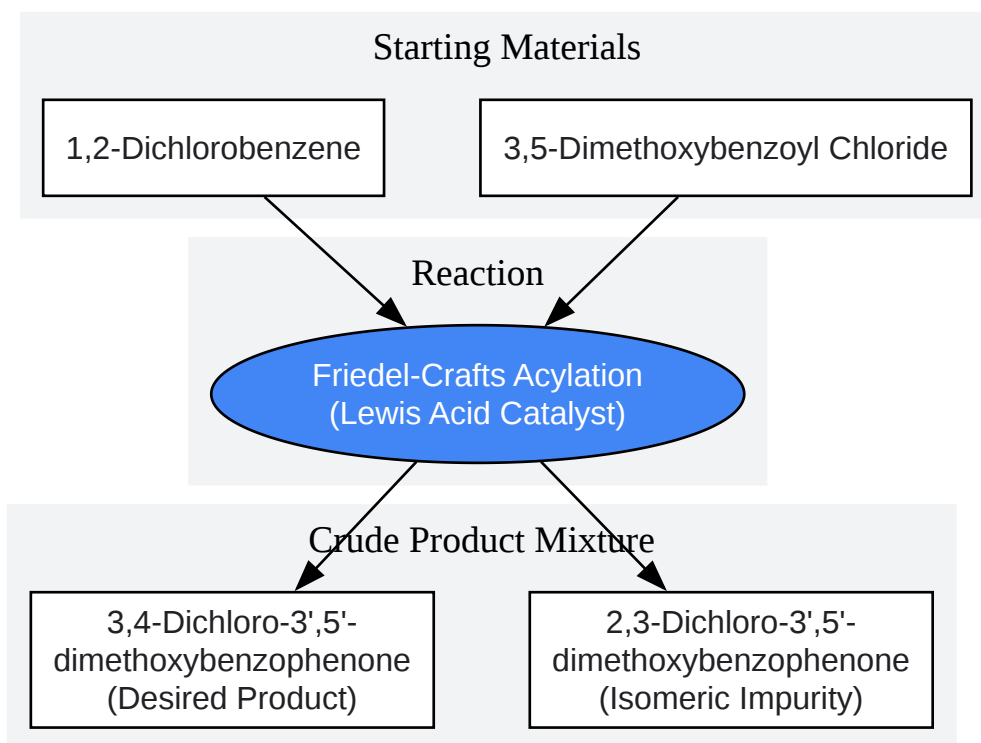 Starting Materials
1,2-Dichlorobenzene
3,5-Dimethoxybenzoyl Chloride
Reaction
Friedel-Crafts Acylation
(Lewis Acid Catalyst)
Crude Product Mixture
3,4-Dichloro-3',5'-
dimethoxybenzophenone
(Desired Product)
2,3-Dichloro-3',5'-
dimethoxybenzophenone
(Isomeric Impurity)